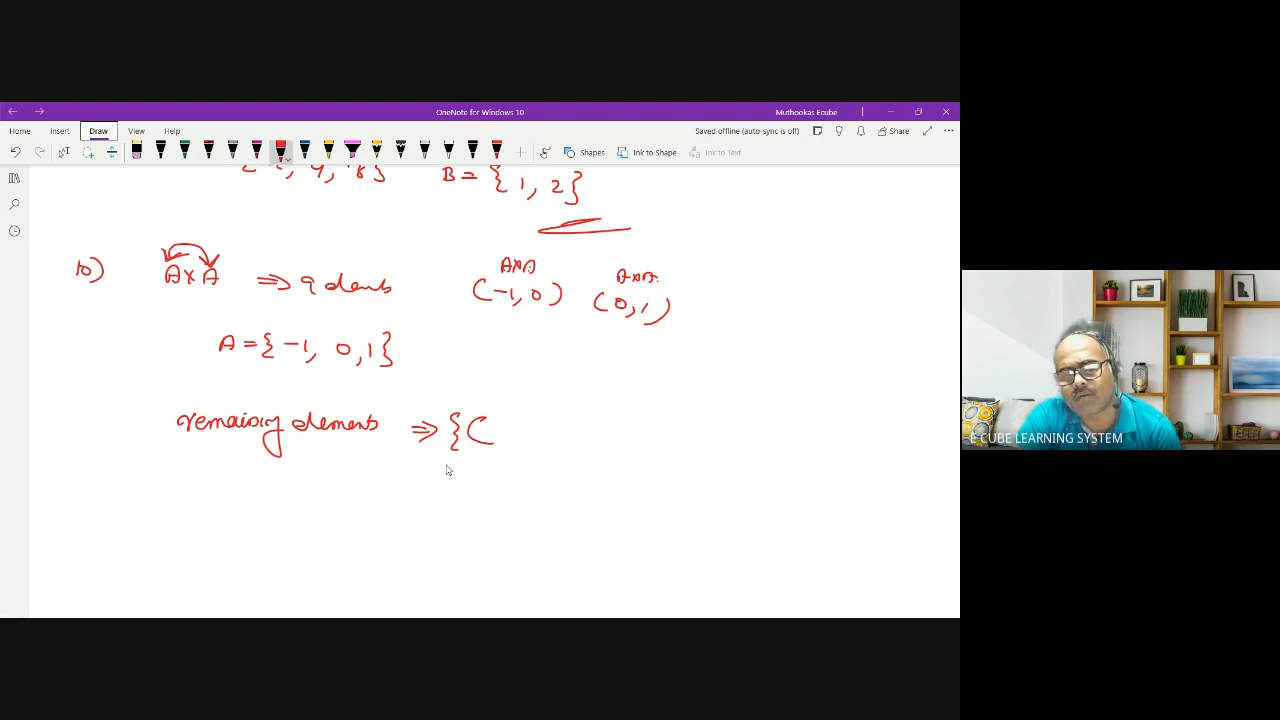 OneNote for Windows 10
Muthookas Ecube
Home Insert Draw View Help
Saved offline (auto-sync is off)
Share
Shapes
Ink to Shape
Ink to Text
B = { 1, 2 }
10) A×A ⇒ 9 elents
A×A
(-1, 0)
A×A
(0, 1)
A = { -1, 0, 1 }
remaining elements ⇒ { (
E CUBE LEARNING SYSTEM